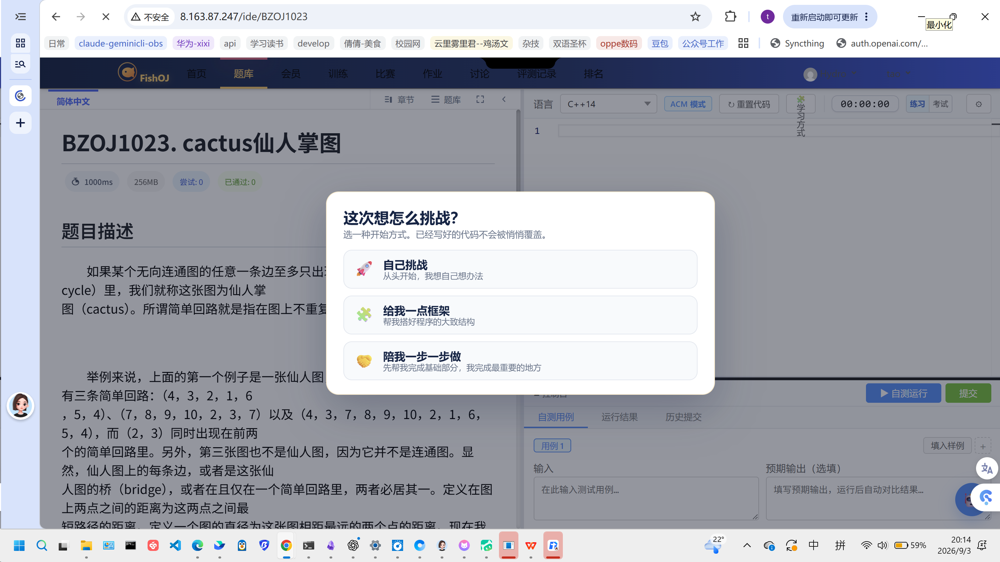 不安全
8.163.87.247/ide/BZOJ1023
t
重新启动即可更新
最小化
日常
claude-geminicli-obs
华为-xixi
api
学习读书
develop
倩倩-美食
校园网
云里雾里君--鸡汤文
杂技
双语圣杯
oppe数码
豆包
公众号工作
Syncthing
auth.openai.com/...
FishOJ
首页
题库
会员
训练
比赛
作业
讨论
评测记录
排名
Hydro
tao
简体中文
章节
题库
语言
C++14
ACM 模式
重置代码
学习方式
00:00:00
练习
考试
1
BZOJ1023. cactus仙人掌图
1000ms
256MB
尝试: 0
已通过: 0
题目描述
如果某个无向连通图的任意一条边至多只出
cycle）里，我们就称这张图为仙人掌
图（cactus）。所谓简单回路就是指在图上不重复
举例来说，上面的第一个例子是一张仙人图
有三条简单回路：（4，3，2，1，6
，5，4）、（7，8，9，10，2，3，7）以及（4，3，7，8，9，10，2，1，6，
5，4），而（2，3）同时出现在前两
个的简单回路里。另外，第三张图也不是仙人图，因为它并不是连通图。显
然，仙人图上的每条边，或者是这张仙
人图的桥（bridge），或者在且仅在一个简单回路里，两者必居其一。定义在图
上两点之间的距离为这两点之间最
短路径的距离。定义一个图的直径为这张图相距最远的两个点的距离。现在我
这次想怎么挑战？
选一种开始方式。已经写好的代码不会被悄悄覆盖。
自己挑战
从头开始，我想自己想办法
给我一点框架
帮我搭好程序的大致结构
陪我一步一步做
先帮我完成基础部分，我完成最重要的地方
控制台
自测运行
提交
自测用例
运行结果
历史提交
用例 1
填入样例
+
输入
预期输出（选填）
在此输入测试用例...
填写预期输出，运行后自动对比结果...
22°
中
拼
59%
20:14
2026/9/3